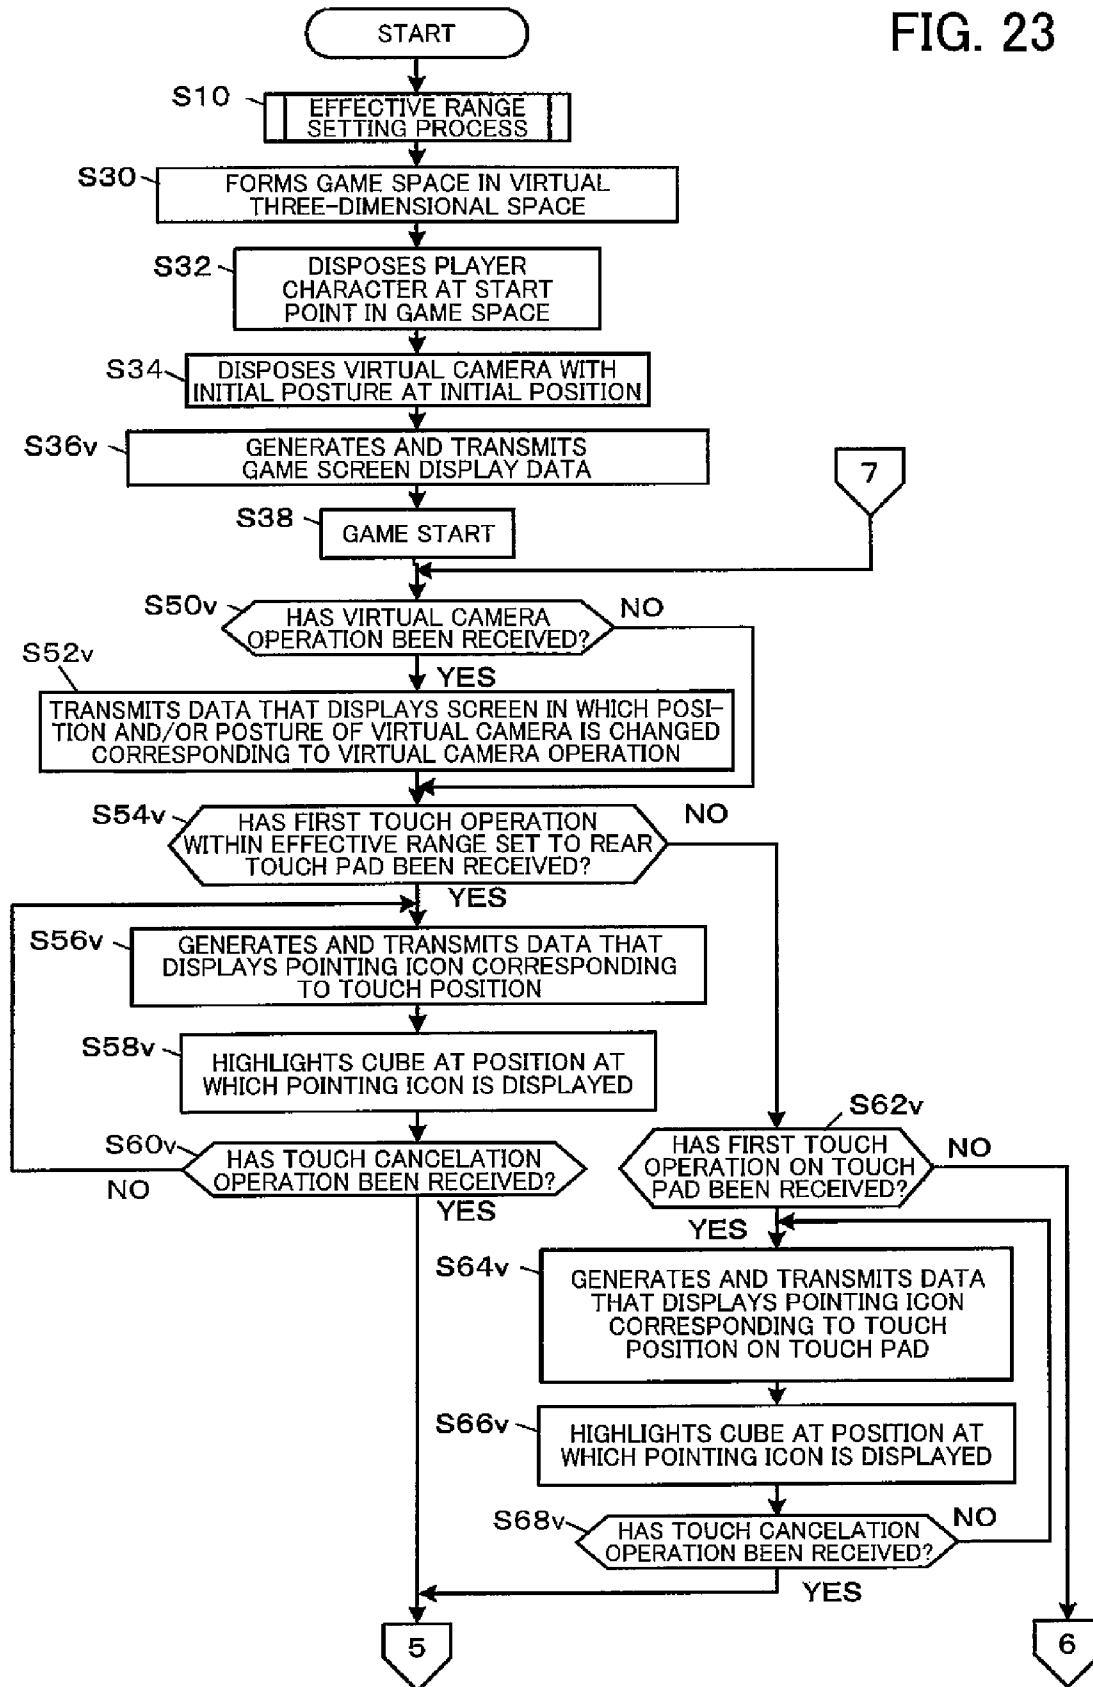 FIG. 23
START
S10
EFFECTIVE RANGE
SETTING PROCESS
S30
FORMS GAME SPACE IN VIRTUAL
THREE-DIMENSIONAL SPACE
S32
DISPOSES PLAYER
CHARACTER AT START
POINT IN GAME SPACE
S34
DISPOSES VIRTUAL CAMERA WITH
INITIAL POSTURE AT INITIAL POSITION
S36v
GENERATES AND TRANSMITS
GAME SCREEN DISPLAY DATA
7
S38
GAME START
S50v
HAS VIRTUAL CAMERA
OPERATION BEEN RECEIVED?
NO
YES
S52v
TRANSMITS DATA THAT DISPLAYS SCREEN IN WHICH POSI-
TION AND/OR POSTURE OF VIRTUAL CAMERA IS CHANGED
CORRESPONDING TO VIRTUAL CAMERA OPERATION
S54v
HAS FIRST TOUCH OPERATION
WITHIN EFFECTIVE RANGE SET TO REAR
TOUCH PAD BEEN RECEIVED?
NO
YES
S56v
GENERATES AND TRANSMITS DATA THAT
DISPLAYS POINTING ICON CORRESPONDING
TO TOUCH POSITION
S58v
HIGHLIGHTS CUBE AT POSITION AT
WHICH POINTING ICON IS DISPLAYED
S60v
HAS TOUCH CANCELATION
OPERATION BEEN RECEIVED?
NO
YES
S62v
HAS FIRST TOUCH
OPERATION ON TOUCH
PAD BEEN RECEIVED?
NO
YES
S64v
GENERATES AND TRANSMITS DATA
THAT DISPLAYS POINTING ICON
CORRESPONDING TO TOUCH
POSITION ON TOUCH PAD
S66v
HIGHLIGHTS CUBE AT POSITION AT
WHICH POINTING ICON IS DISPLAYED
S68v
HAS TOUCH CANCELATION
OPERATION BEEN RECEIVED?
NO
YES
5
6